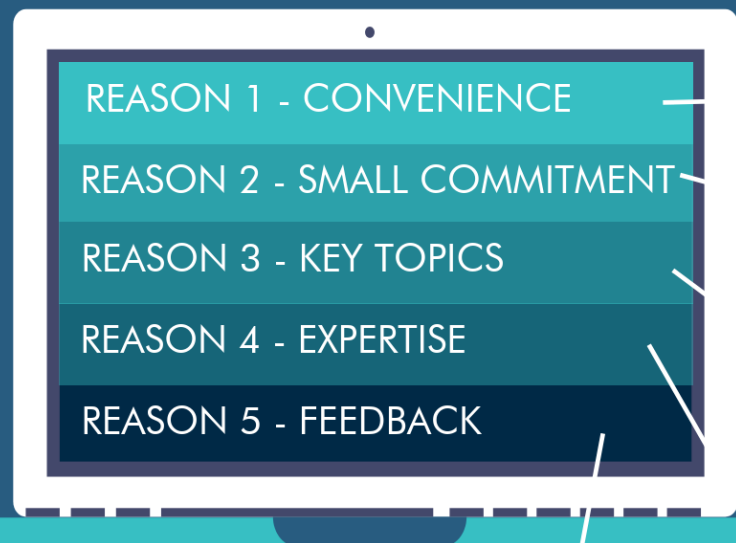 REASON 1 - CONVENIENCE
REASON 2 - SMALL COMMITMENT
REASON 3 - KEY TOPICS
REASON 4 - EXPERTISE
REASON 5 - FEEDBACK